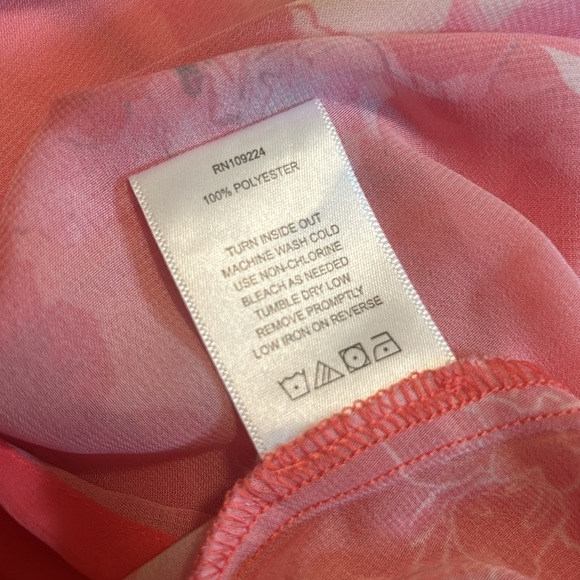 RN109224
100% POLYESTER
TURN INSIDE OUT
MACHINE WASH COLD
USE NON-CHLORINE
BLEACH AS NEEDED
TUMBLE DRY LOW
REMOVE PROMPTLY
LOW IRON ON REVERSE